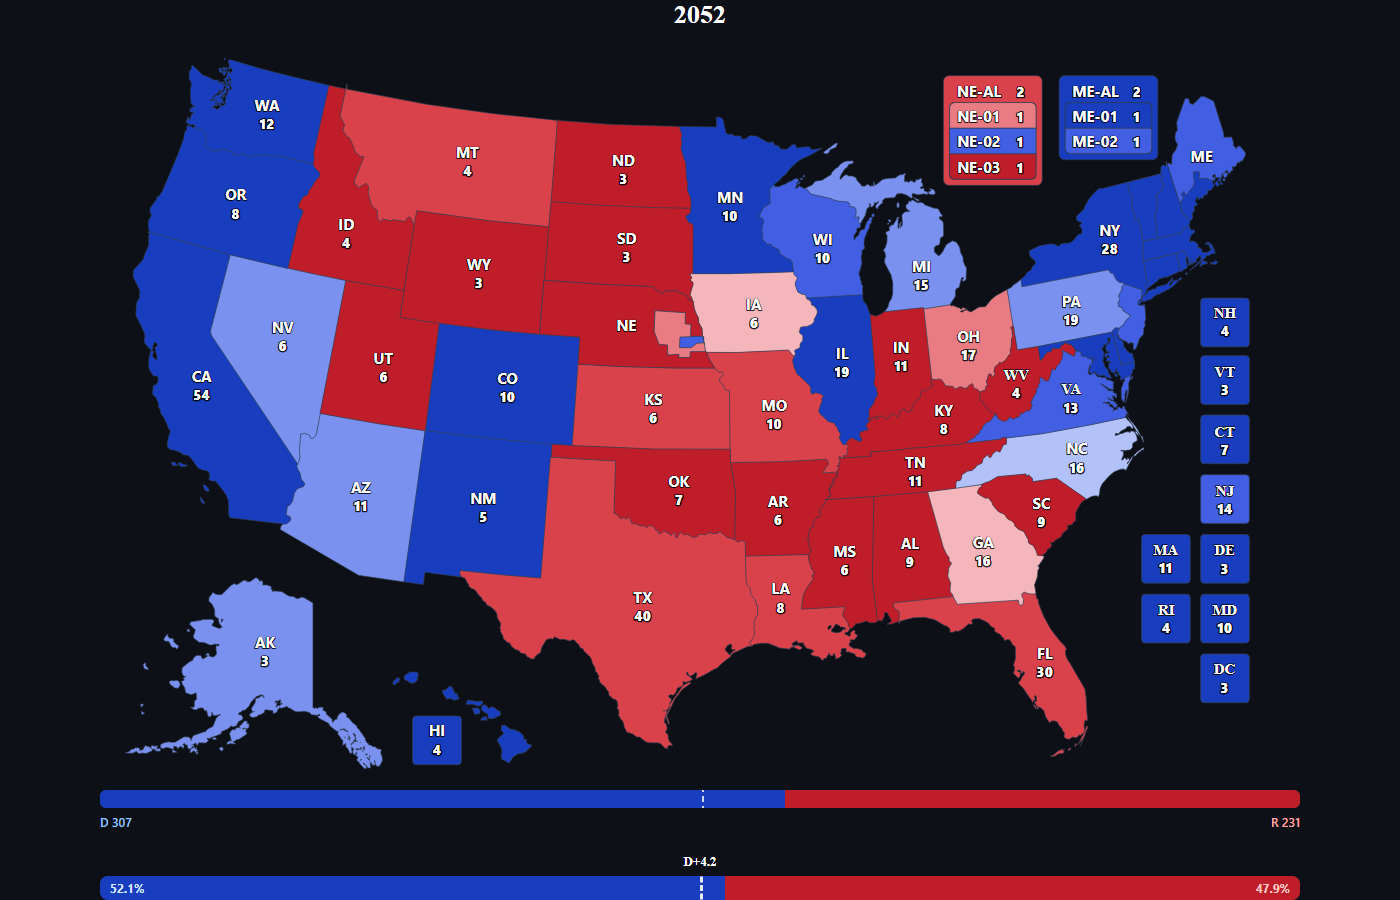 2052
WA
12
OR
8
CA
54
NV
6
ID
4
MT
4
WY
3
UT
6
AZ
11
CO
10
NM
5
ND
3
SD
3
NE
KS
6
OK
7
TX
40
MN
10
IA
6
MO
10
AR
6
LA
8
WI
10
IL
19
MI
15
IN
11
OH
17
KY
8
TN
11
MS
6
AL
9
GA
16
FL
30
SC
9
NC
16
VA
13
WV
4
PA
19
NY
28
ME
AK
3
HI
4
NE-AL 2
NE-01 1
NE-02 1
NE-03 1
ME-AL 2
ME-01 1
ME-02 1
NH
4
VT
3
CT
7
NJ
14
MA
11
DE
3
RI
4
MD
10
DC
3
D 307
R 231
D+4.2
52.1%
47.9%